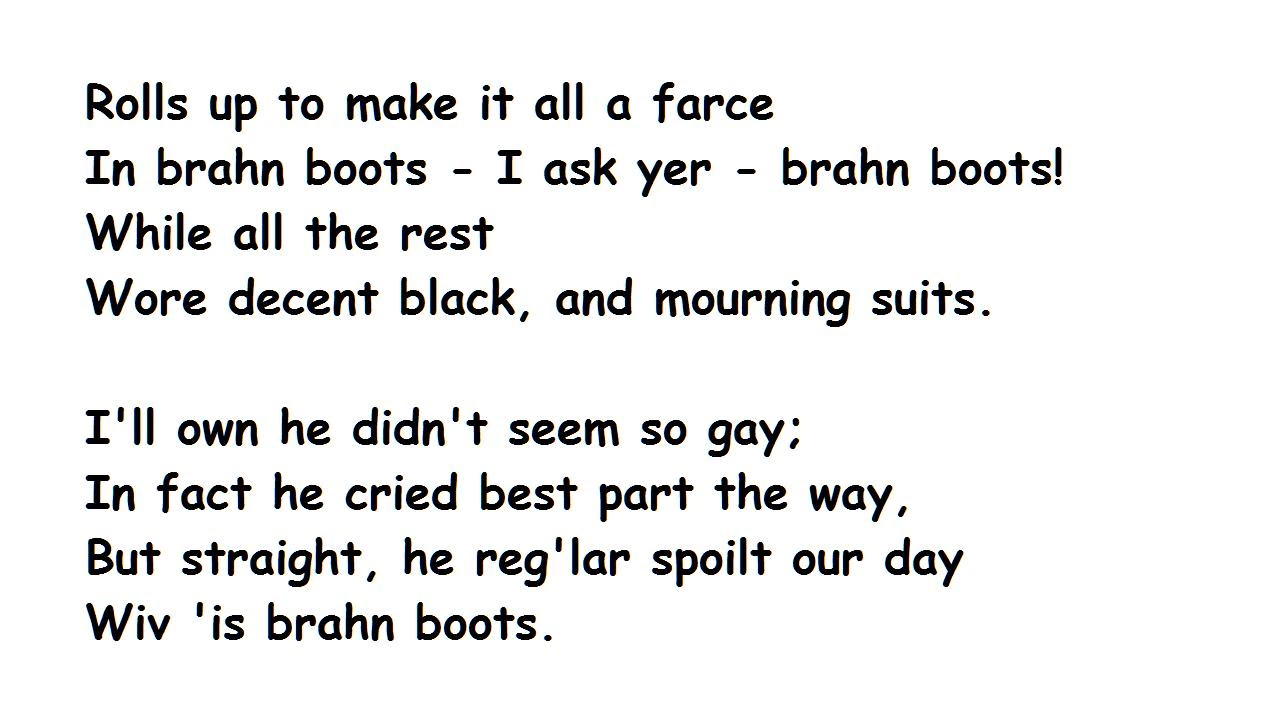 Rolls up to make it all a farce
In brahn boots - I ask yer - brahn boots!
While all the rest
Wore decent black, and mourning suits.
I'll own he didn't seem so gay;
In fact he cried best part the way,
But straight, he reg'lar spoilt our day
Wiv 'is brahn boots.